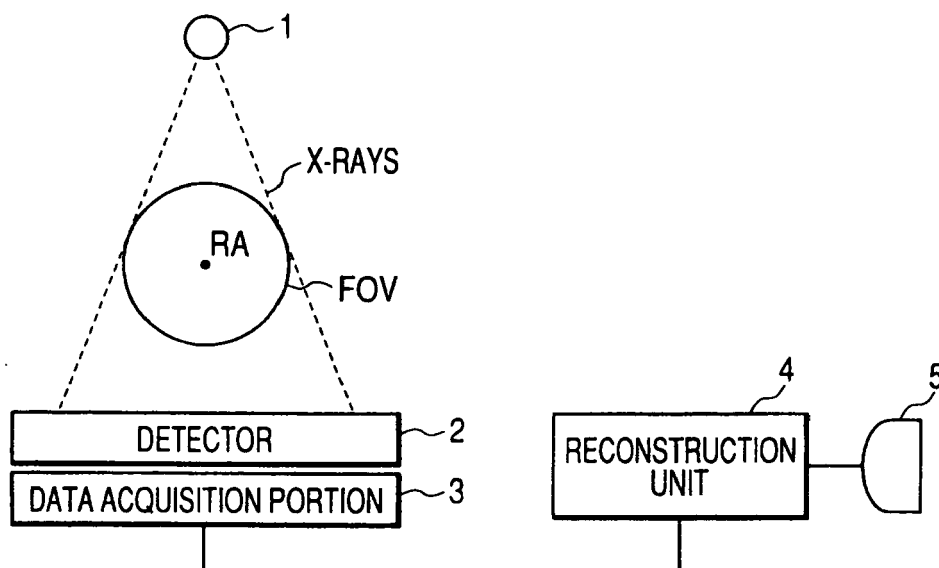 1
X-RAYS
RA
FOV
DETECTOR
2
DATA ACQUISITION PORTION
3
4
RECONSTRUCTION
UNIT
5